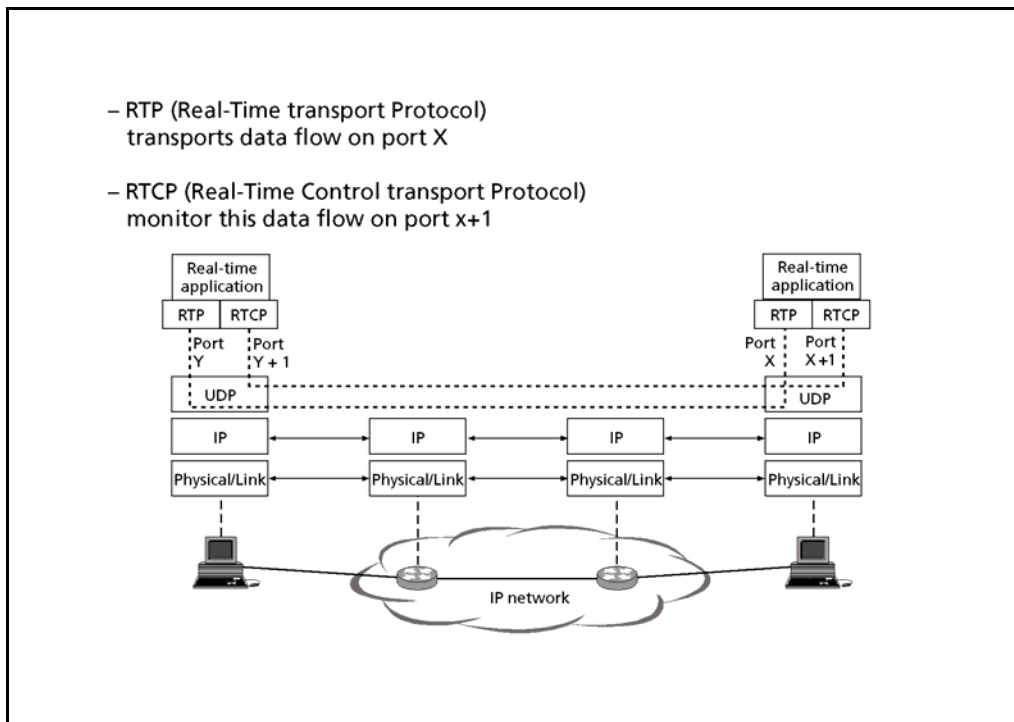 – RTP (Real-Time transport Protocol)
transports data flow on port X
– RTCP (Real-Time Control transport Protocol)
monitor this data flow on port x+1
Real-time
application
Real-time
application
RTP
RTCP
RTP
RTCP
Port
Y
Port
Y + 1
Port
X
Port
X +1
UDP
UDP
IP
IP
IP
IP
Physical/Link
Physical/Link
Physical/Link
Physical/Link
IP network